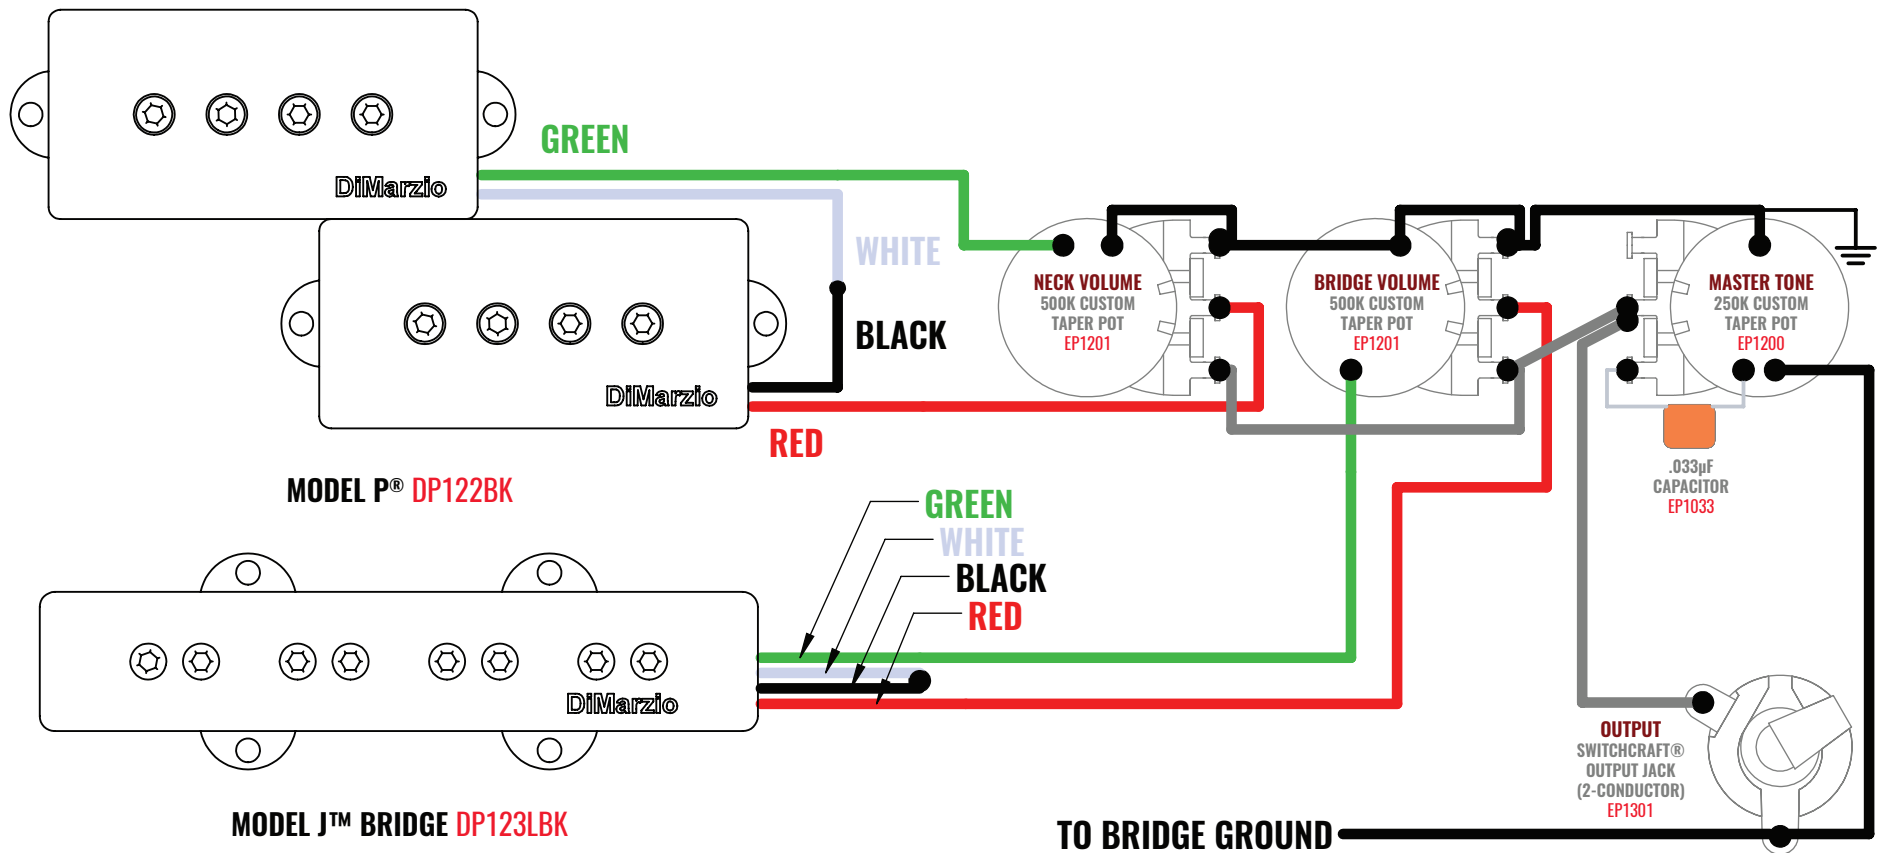 GREEN
DiMarzio
WHITE
BLACK
DiMarzio
RED
MODEL P® DP122BK
NECK VOLUME
500K CUSTOM
TAPER POT
EP1201
BRIDGE VOLUME
500K CUSTOM
TAPER POT
EP1201
MASTER TONE
250K CUSTOM
TAPER POT
EP1200
.033µF
CAPACITOR
EP1033
GREEN
WHITE
BLACK
RED
DiMarzio
MODEL J™ BRIDGE DP123LBK
OUTPUT
SWITCHCRAFT®
OUTPUT JACK
(2-CONDUCTOR)
EP1301
TO BRIDGE GROUND